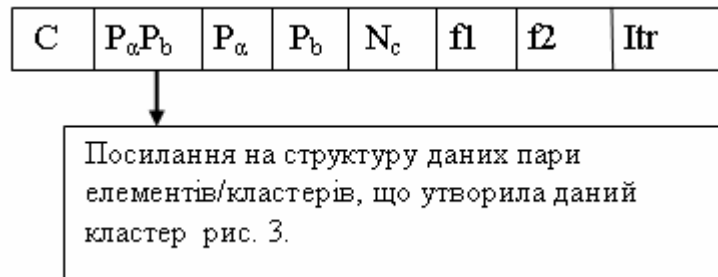 C PαPb Pα Pb Nc f1 f2 Itr
Посилання на структуру даних пари
елементів/кластерів, що утворила даний
кластер рис. 3.